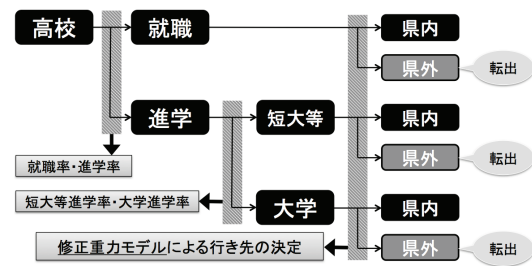 高校
就職
県内
県外
転出
進学
短大等
県内
県外
転出
就職率・進学率
短大等進学率・大学進学率
大学
県内
修正重力モデルによる行き先の決定
県外
転出